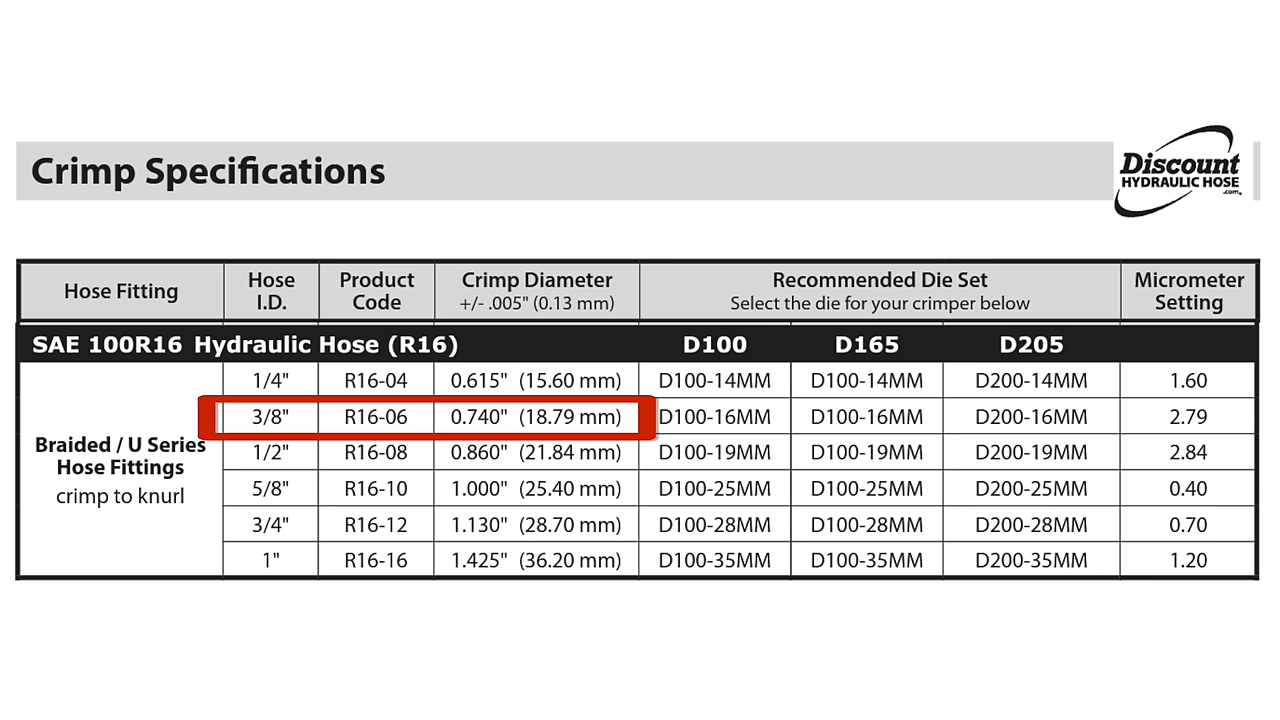 Crimp Specifications
Discount
HYDRAULIC HOSE
.com
Hose Fitting Hose I.D. Product Code Crimp Diameter +/- .005" (0.13 mm) Recommended Die Set Select the die for your crimper below Micrometer Setting
SAE 100R16 Hydraulic Hose (R16) D100 D165 D205
Braided / U Series
Hose Fittings
crimp to knurl
1/4" R16-04 0.615" (15.60 mm) D100-14MM D100-14MM D200-14MM 1.60
3/8" R16-06 0.740" (18.79 mm) D100-16MM D100-16MM D200-16MM 2.79
1/2" R16-08 0.860" (21.84 mm) D100-19MM D100-19MM D200-19MM 2.84
5/8" R16-10 1.000" (25.40 mm) D100-25MM D100-25MM D200-25MM 0.40
3/4" R16-12 1.130" (28.70 mm) D100-28MM D100-28MM D200-28MM 0.70
1" R16-16 1.425" (36.20 mm) D100-35MM D100-35MM D200-35MM 1.20